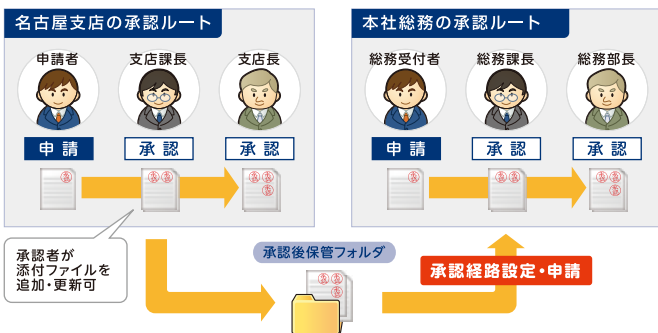 名古屋支店の承認ルート
申請者 支店課長 支店長
申請 承認 承認
承認者が
添付ファイルを
追加・更新可
本社総務の承認ルート
総務受付者 総務課長 総務部長
申請 承認 承認
承認後保管フォルダ
承認経路設定・申請